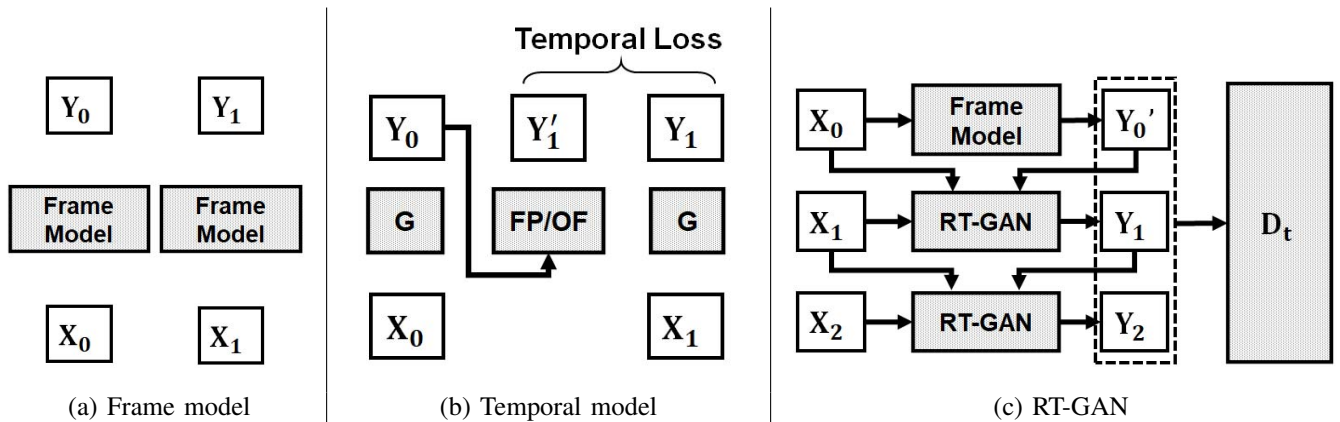 Y₀ Y₁
Frame Model Frame Model
X₀ X₁
(a) Frame model
Temporal Loss
Y₀ Y₁′ Y₁
G FP/OF G
X₀ X₁
(b) Temporal model
X₀ Frame Model Y₀'
X₁ RT-GAN Y₁ Dₜ
X₂ RT-GAN Y₂
(c) RT-GAN